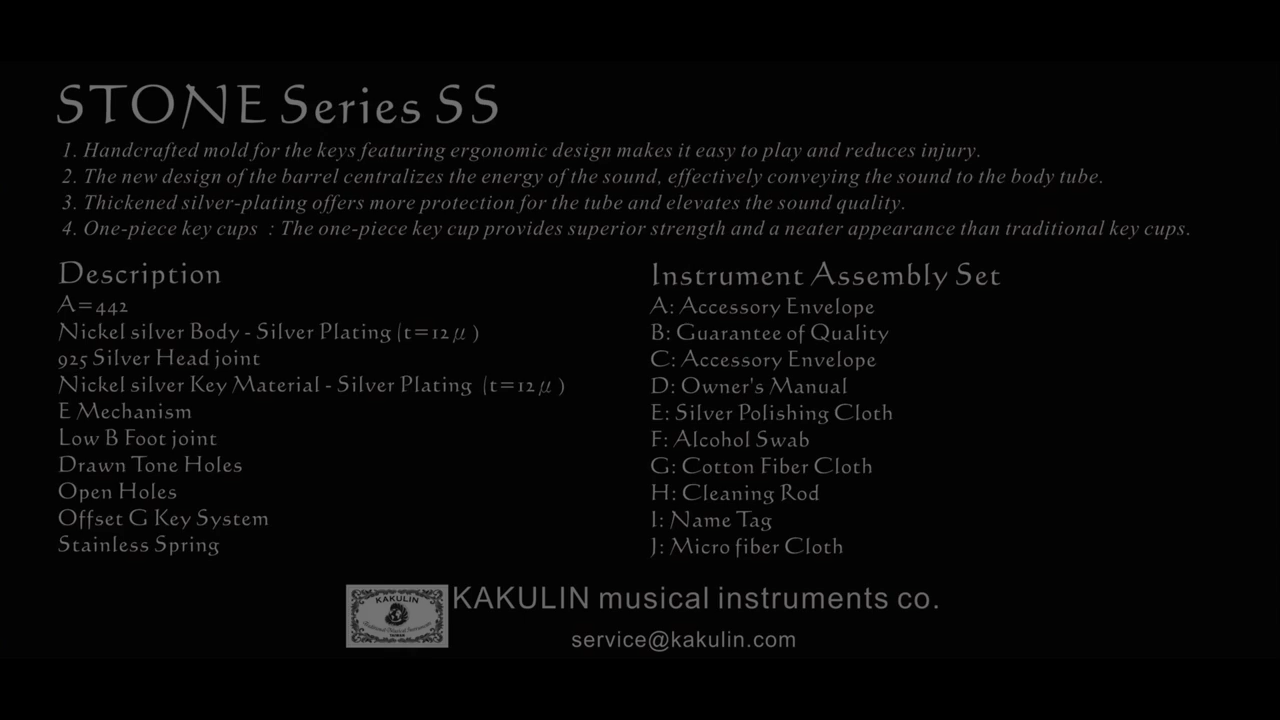 STONE Series SS
1. Handcrafted mold for the keys featuring ergonomic design makes it easy to play and reduces injury.
2. The new design of the barrel centralizes the energy of the sound, effectively conveying the sound to the body tube.
3. Thickened silver-plating offers more protection for the tube and elevates the sound quality.
4. One-piece key cups : The one-piece key cup provides superior strength and a neater appearance than traditional key cups.
Description
A=442
Nickel silver Body - Silver Plating (t=12μ )
925 Silver Head joint
Nickel silver Key Material - Silver Plating (t=12μ )
E Mechanism
Low B Foot joint
Drawn Tone Holes
Open Holes
Offset G Key System
Stainless Spring
Instrument Assembly Set
A: Accessory Envelope
B: Guarantee of Quality
C: Accessory Envelope
D: Owner's Manual
E: Silver Polishing Cloth
F: Alcohol Swab
G: Cotton Fiber Cloth
H: Cleaning Rod
I: Name Tag
J: Micro fiber Cloth
KAKULIN
TAIWAN
KAKULIN musical instruments co.
service@kakulin.com